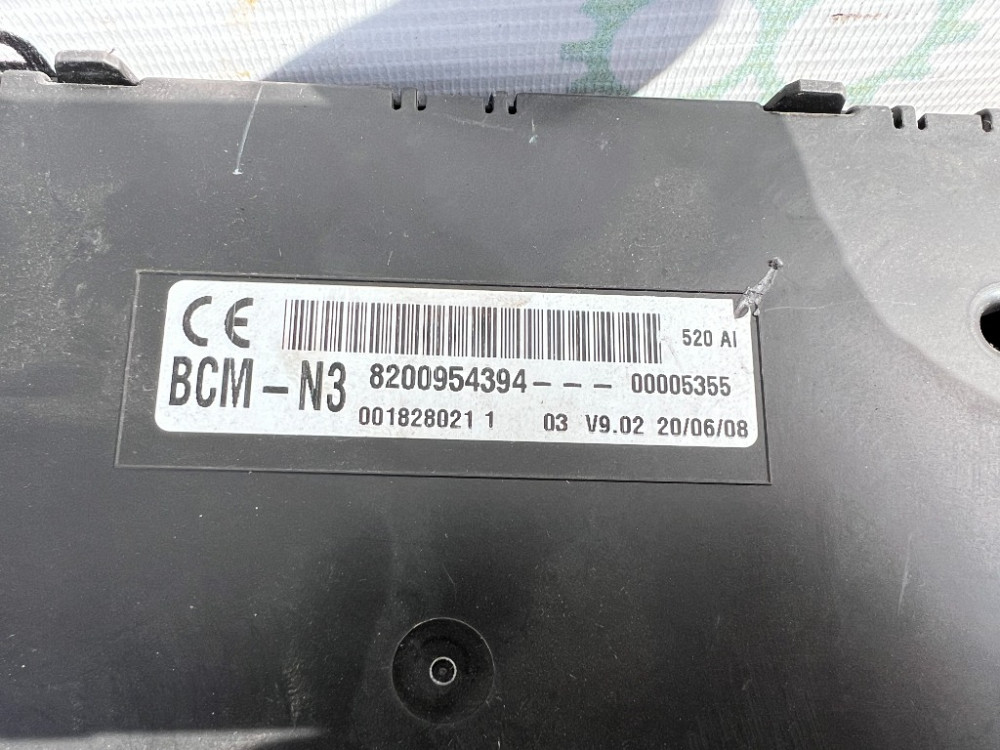 CE 520 AI
BCM-N3 8200954394--- 00005355
001828021 1 03 V9.02 20/06/08